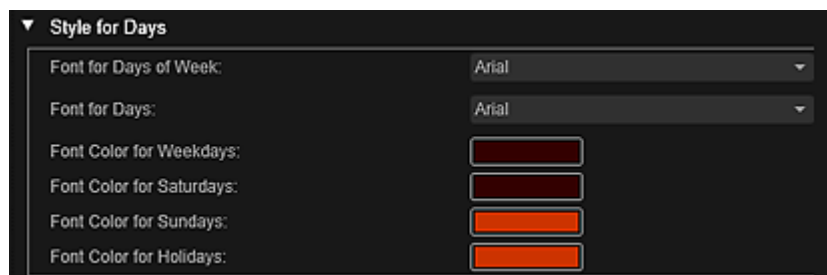 Style for Days
Font for Days of Week: Arial
Font for Days: Arial
Font Color for Weekdays:
Font Color for Saturdays:
Font Color for Sundays:
Font Color for Holidays: